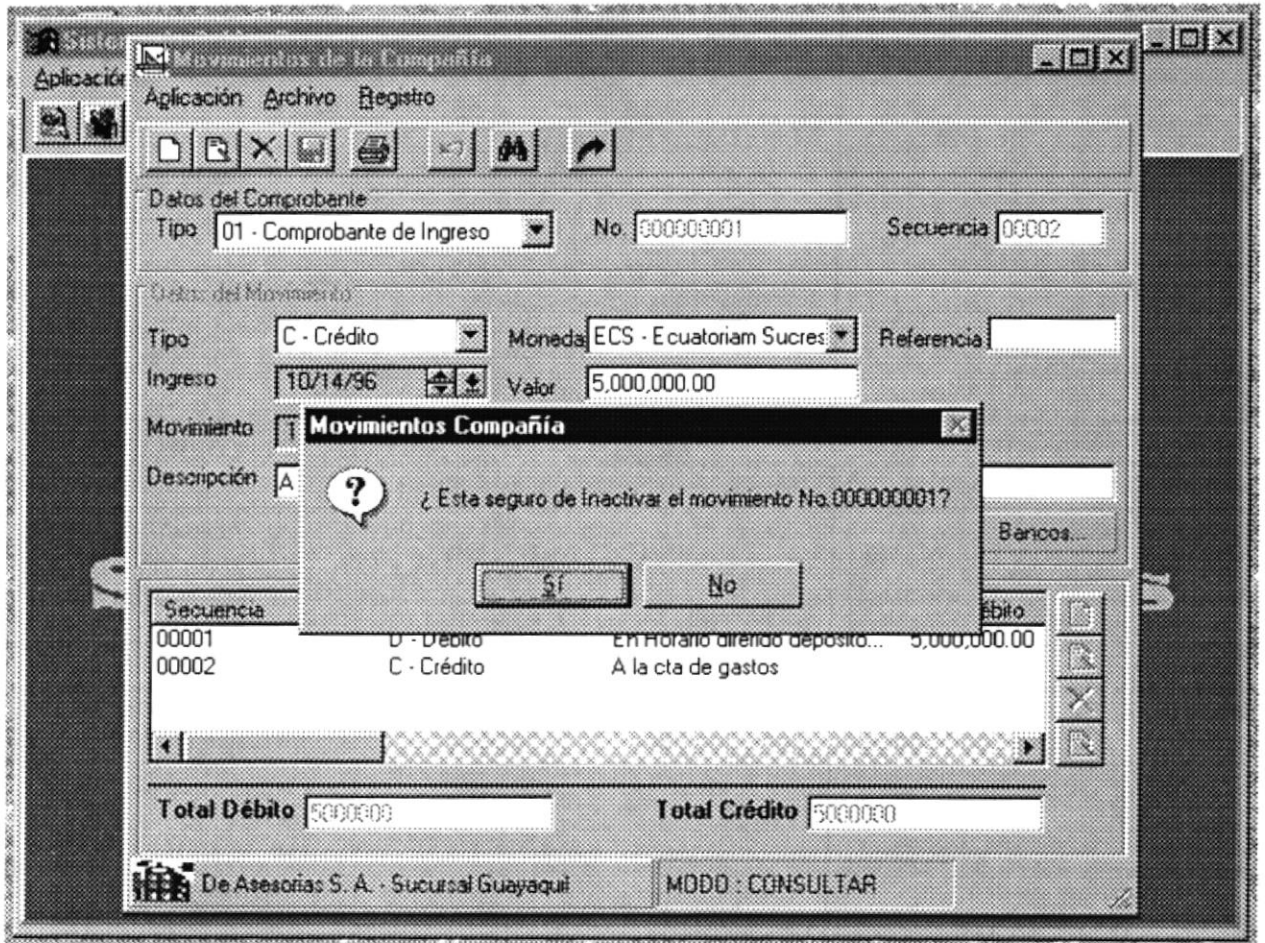 Movimientos de la Compañía
Aplicación
Aplicación Archivo Registro
Datos del Comprobante
Tipo 01 - Comprobante de Ingreso No. 000000001 Secuencia 00002
Datos del Movimiento
Tipo C - Crédito Moneda ECS - Ecuatoriam Sucres Referencia
Ingreso 10/14/96 Valor 5,000,000.00
Movimiento 1
Descripción A
Bancos...
Movimientos Compañía
¿ Esta seguro de Inactivar el movimiento No.0000000001?
Sí No
Secuencia ébito
00001 D - Débito En Horario diferido deposito... 5,000,000.00
00002 C - Crédito A la cta de gastos
Total Débito 5000000 Total Crédito 5000000
De Asesorias S. A. - Sucursal Guayaquil MODO : CONSULTAR